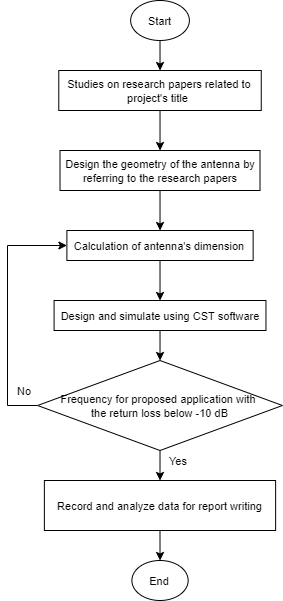 Start
Studies on research papers related to
project's title
Design the geometry of the antenna by
referring to the research papers
Calculation of antenna's dimension
Design and simulate using CST software
No
Frequency for proposed application with
the return loss below -10 dB
Yes
Record and analyze data for report writing
End